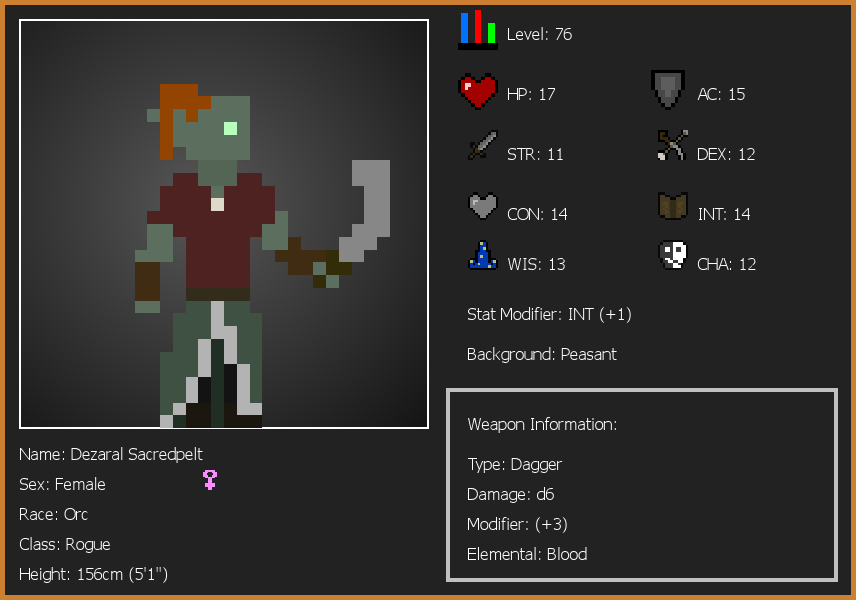 Level: 76
HP: 17
AC: 15
STR: 11
DEX: 12
CON: 14
INT: 14
WIS: 13
CHA: 12
Stat Modifier: INT (+1)
Background: Peasant
Weapon Information:
Type: Dagger
Damage: d6
Modifier: (+3)
Elemental: Blood
Name: Dezaral Sacredpelt
Sex: Female
Race: Orc
Class: Rogue
Height: 156cm (5'1")